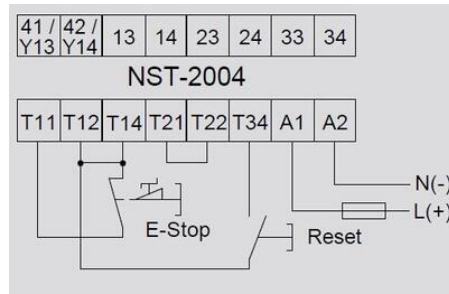 41 / Y13 42 / Y14 13 14 23 24 33 34
NST-2004
T11 T12 T14 T21 T22 T34 A1 A2
N(-)
L(+)
E-Stop Reset